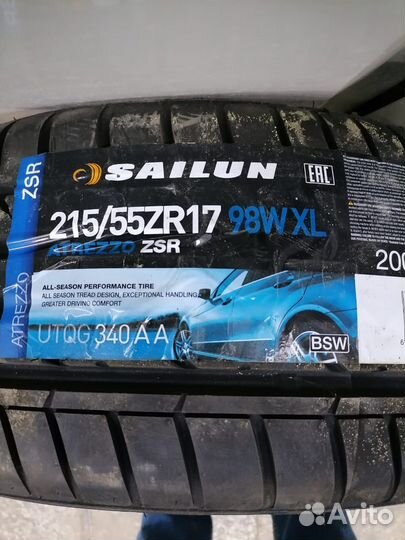 SAILUN
EAC
215/55ZR17 98W XL
ATREZZO ZSR
ALL-SEASON PERFORMANCE TIRE
ALL SEASON TREAD DESIGN, EXCEPTIONAL HANDLING
GREATER DRIVING COMFORT
UTQG 340 A A
BSW
ATREZZO ZSR
200
Avito